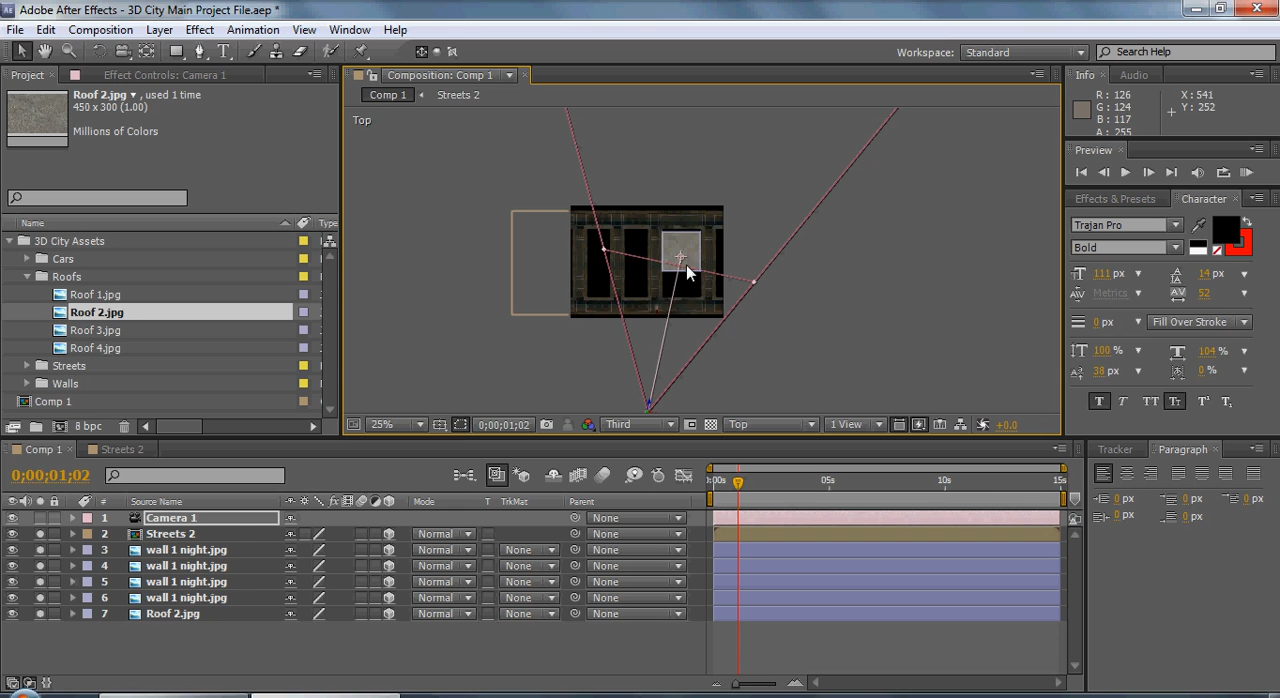 Adobe After Effects - 3D City Main Project File.aep *
File Edit Composition Layer Effect Animation View Window Help
Workspace: Standard Search Help
Project Effect Controls: Camera 1 Composition: Comp 1 Info Audio
Roof 2.jpg , used 1 time
450 x 300 (1.00)
Millions of Colors
Comp 1 Streets 2
Top
R: 126
G: 124
B: 117
A: 255
X: 541
Y: 252
Preview
Effects & Presets Character
Name Type
3D City Assets
Cars
Roofs
Roof 1.jpg
Roof 2.jpg
Roof 3.jpg
Roof 4.jpg
Streets
Walls
Comp 1
Trajan Pro
Bold
111 px 14 px
Metrics 52
0 px Fill Over Stroke
100 % 104 %
38 px 0 %
T T TT Tt T¹ T₁
8 bpc
25% 0;00;01;02 Third Top 1 View +0.0
Comp 1 Streets 2
Tracker Paragraph
0;00;01;02
0:00s 05s 10s 15s
# Source Name Mode T TrkMat Parent
1 Camera 1 None
2 Streets 2 Normal None
3 wall 1 night.jpg Normal None None
4 wall 1 night.jpg Normal None None
5 wall 1 night.jpg Normal None None
6 wall 1 night.jpg Normal None None
7 Roof 2.jpg Normal None None
0 px 0 px 0 px
0 px 0 px